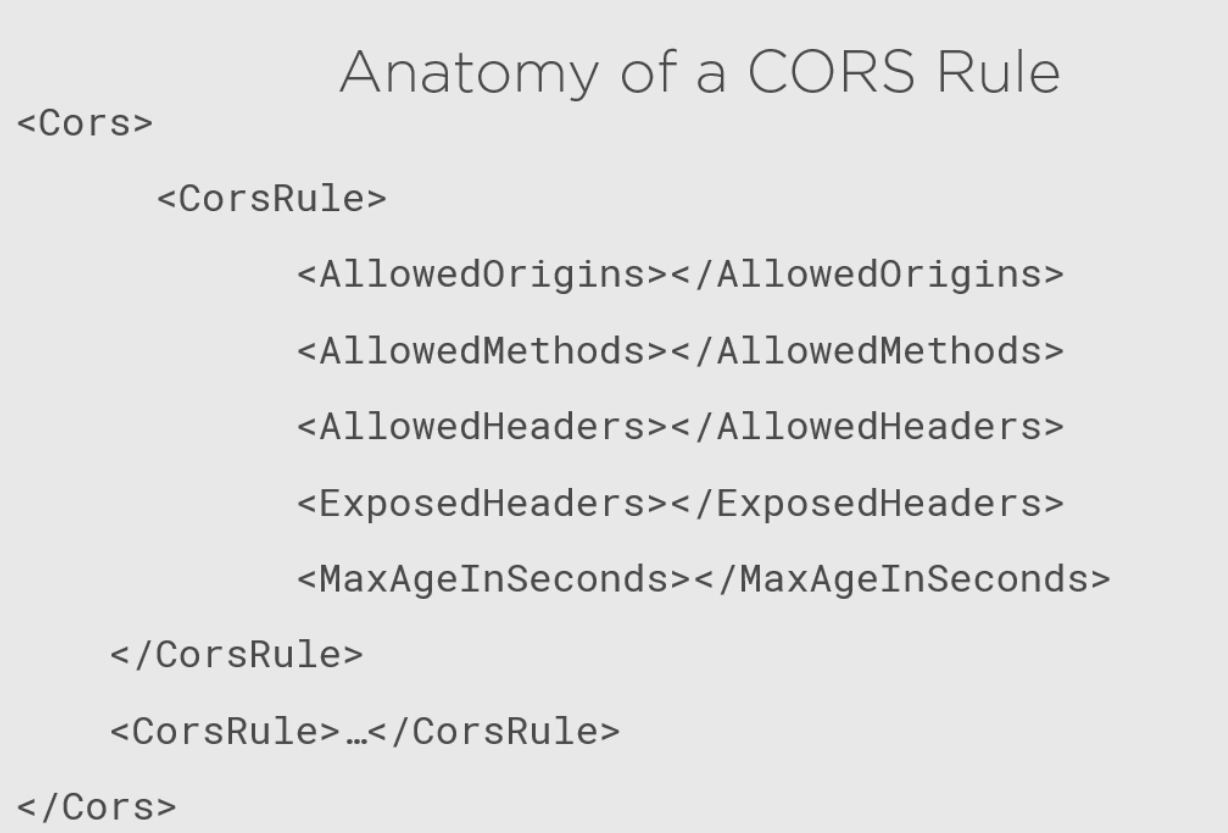 Anatomy of a CORS Rule
<Cors>
<CorsRule>
<AllowedOrigins></AllowedOrigins>
<AllowedMethods></AllowedMethods>
<AllowedHeaders></AllowedHeaders>
<ExposedHeaders></ExposedHeaders>
<MaxAgeInSeconds></MaxAgeInSeconds>
</CorsRule>
<CorsRule>…</CorsRule>
</Cors>